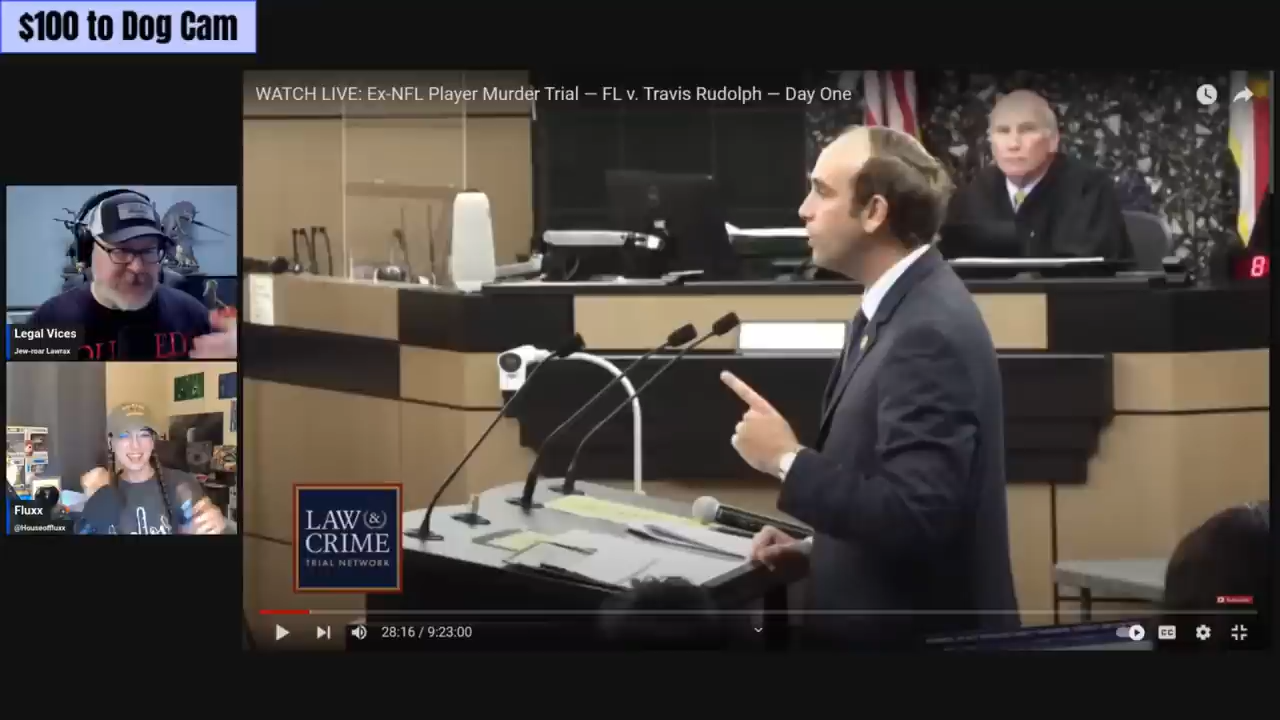 $100 to Dog Cam
WATCH LIVE: Ex-NFL Player Murder Trial — FL v. Travis Rudolph — Day One
8
Legal Vices
Jew-roar Lawrax
Fluxx
@Houseoffluxx
LAW &
CRIME
TRIAL NETWORK
28:16 / 9:23:00
CC